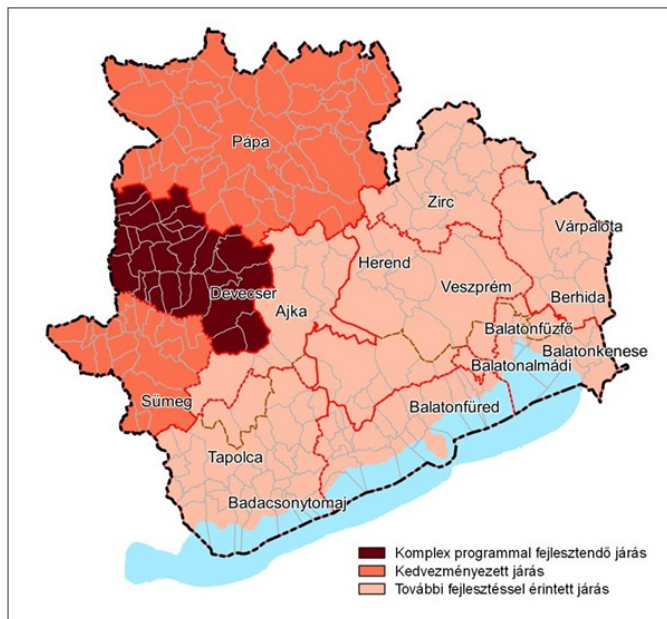 Pápa
Zirc
Várpalota
Herend
Veszprém
Devecser
Ajka
Berhida
Balatonfűzfő
Balatonkenese
Balatonalmádi
Sümeg
Balatonfüred
Tapolca
Badacsonytomaj
Komplex programmal fejlesztendő járás
Kedvezményezett járás
További fejlesztéssel érintett járás